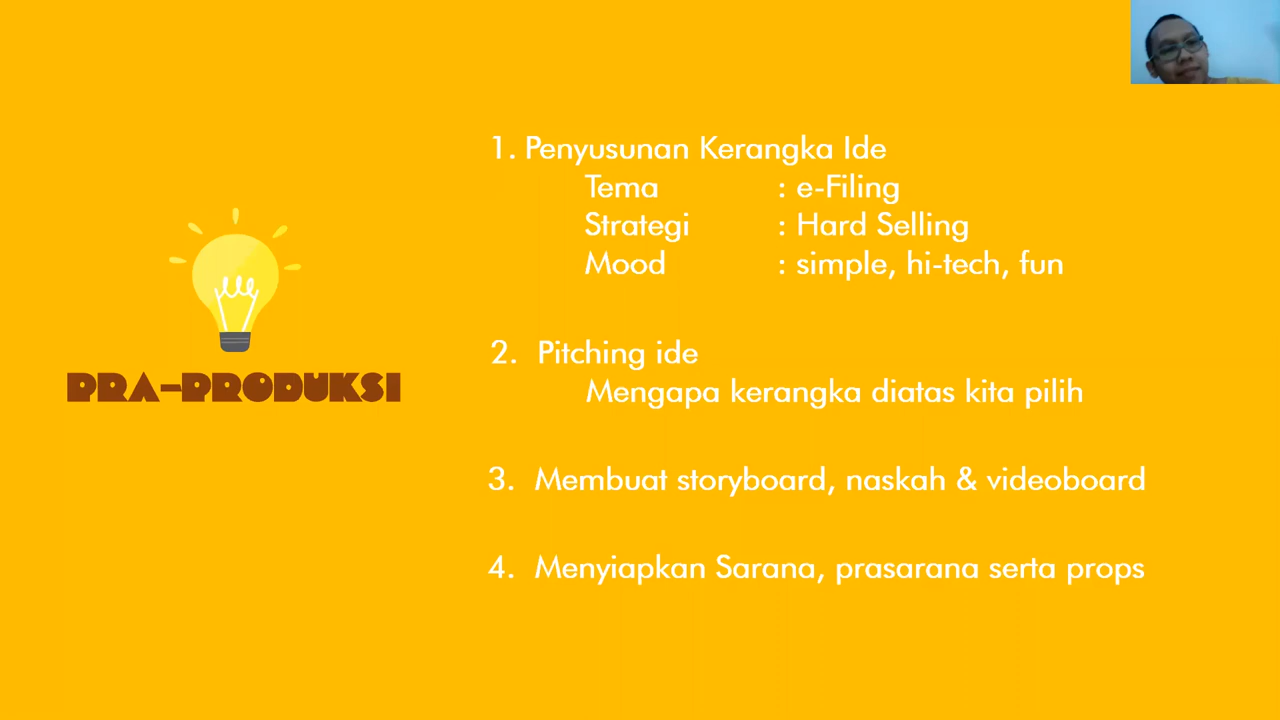 PRA-PRODUKSI
1. Penyusunan Kerangka Ide
Tema : e-Filing
Strategi : Hard Selling
Mood : simple, hi-tech, fun
2. Pitching ide
Mengapa kerangka diatas kita pilih
3. Membuat storyboard, naskah & videoboard
4. Menyiapkan Sarana, prasarana serta props